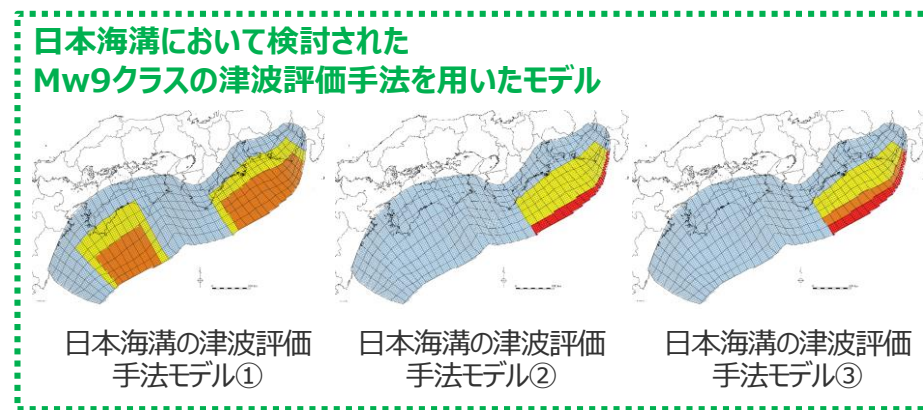 日本海溝において検討された
Mw9クラスの津波評価手法を用いたモデル
日本海溝の津波評価
手法モデル①
日本海溝の津波評価
手法モデル②
日本海溝の津波評価
手法モデル③